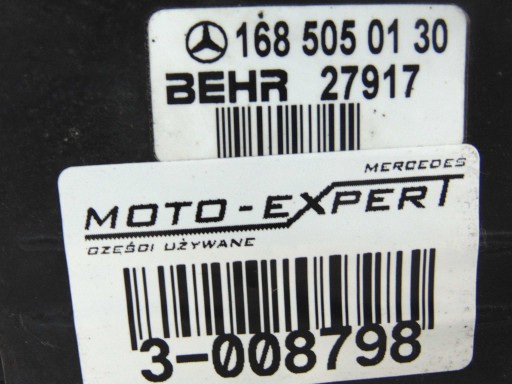 168 505 01 30
BEHR 27917
MERCEDES
MOTO-EXPERT
CZĘŚCI UŻYWANE
3-008798